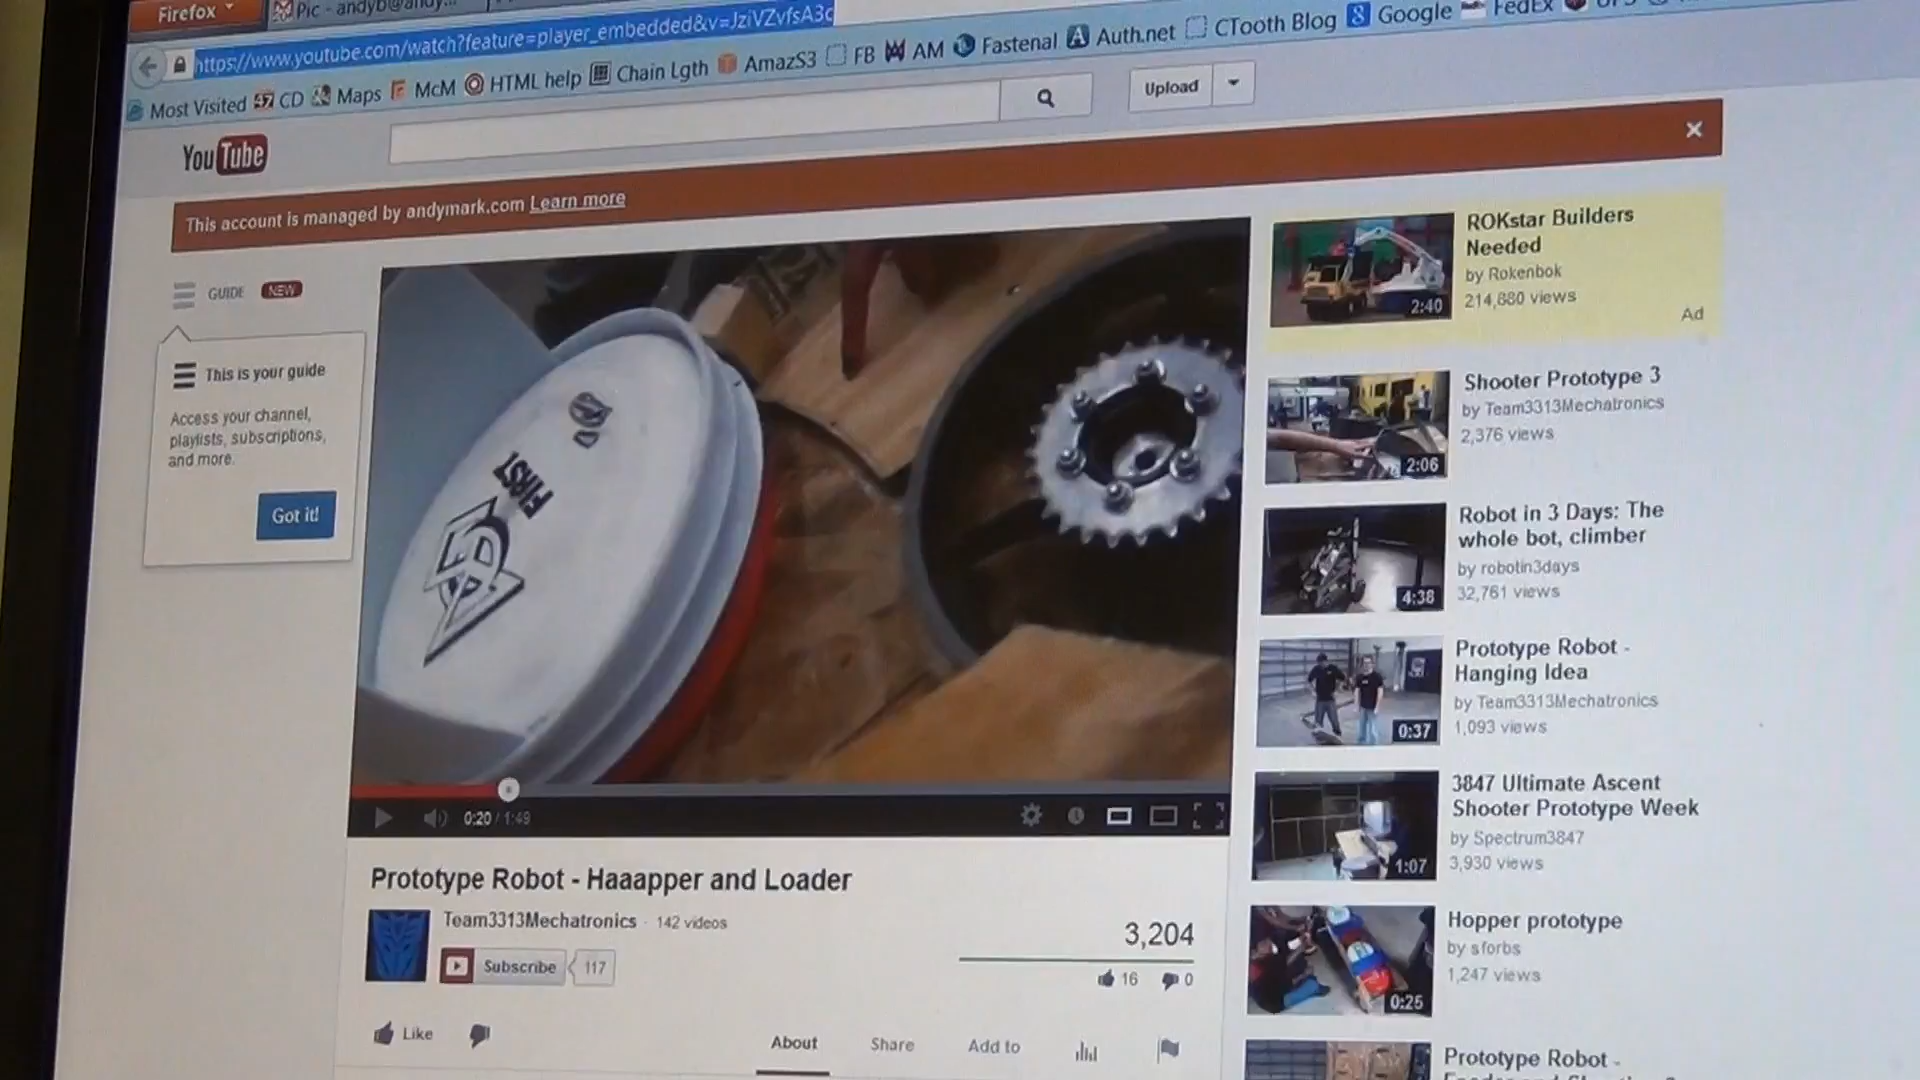 Firefox
Pic - andyb@andy...
https://www.youtube.com/watch?feature=player_embedded&v=JziVZvfsA3c
Most Visited CD Maps McM HTML help Chain Lgth AmazS3 FB AM Fastenal Auth.net CTooth Blog Google FedEx
YouTube
Upload
This account is managed by andymark.com Learn more
GUIDE NEW
This is your guide
Access your channel,
playlists, subscriptions,
and more.
Got it!
FIRST
0:20 / 1:49
Prototype Robot - Haaapper and Loader
Team3313Mechatronics · 142 videos
Subscribe 117
3,204
16 0
Like
About Share Add to
ROKstar Builders
Needed
by Rokenbok
214,880 views
Ad
2:40
Shooter Prototype 3
by Team3313Mechatronics
2,376 views
2:06
Robot in 3 Days: The
whole bot, climber
by robotin3days
32,761 views
4:38
Prototype Robot -
Hanging Idea
by Team3313Mechatronics
1,093 views
0:37
3847 Ultimate Ascent
Shooter Prototype Week
by Spectrum3847
3,930 views
1:07
Hopper prototype
by sforbs
1,247 views
0:25
Prototype Robot -